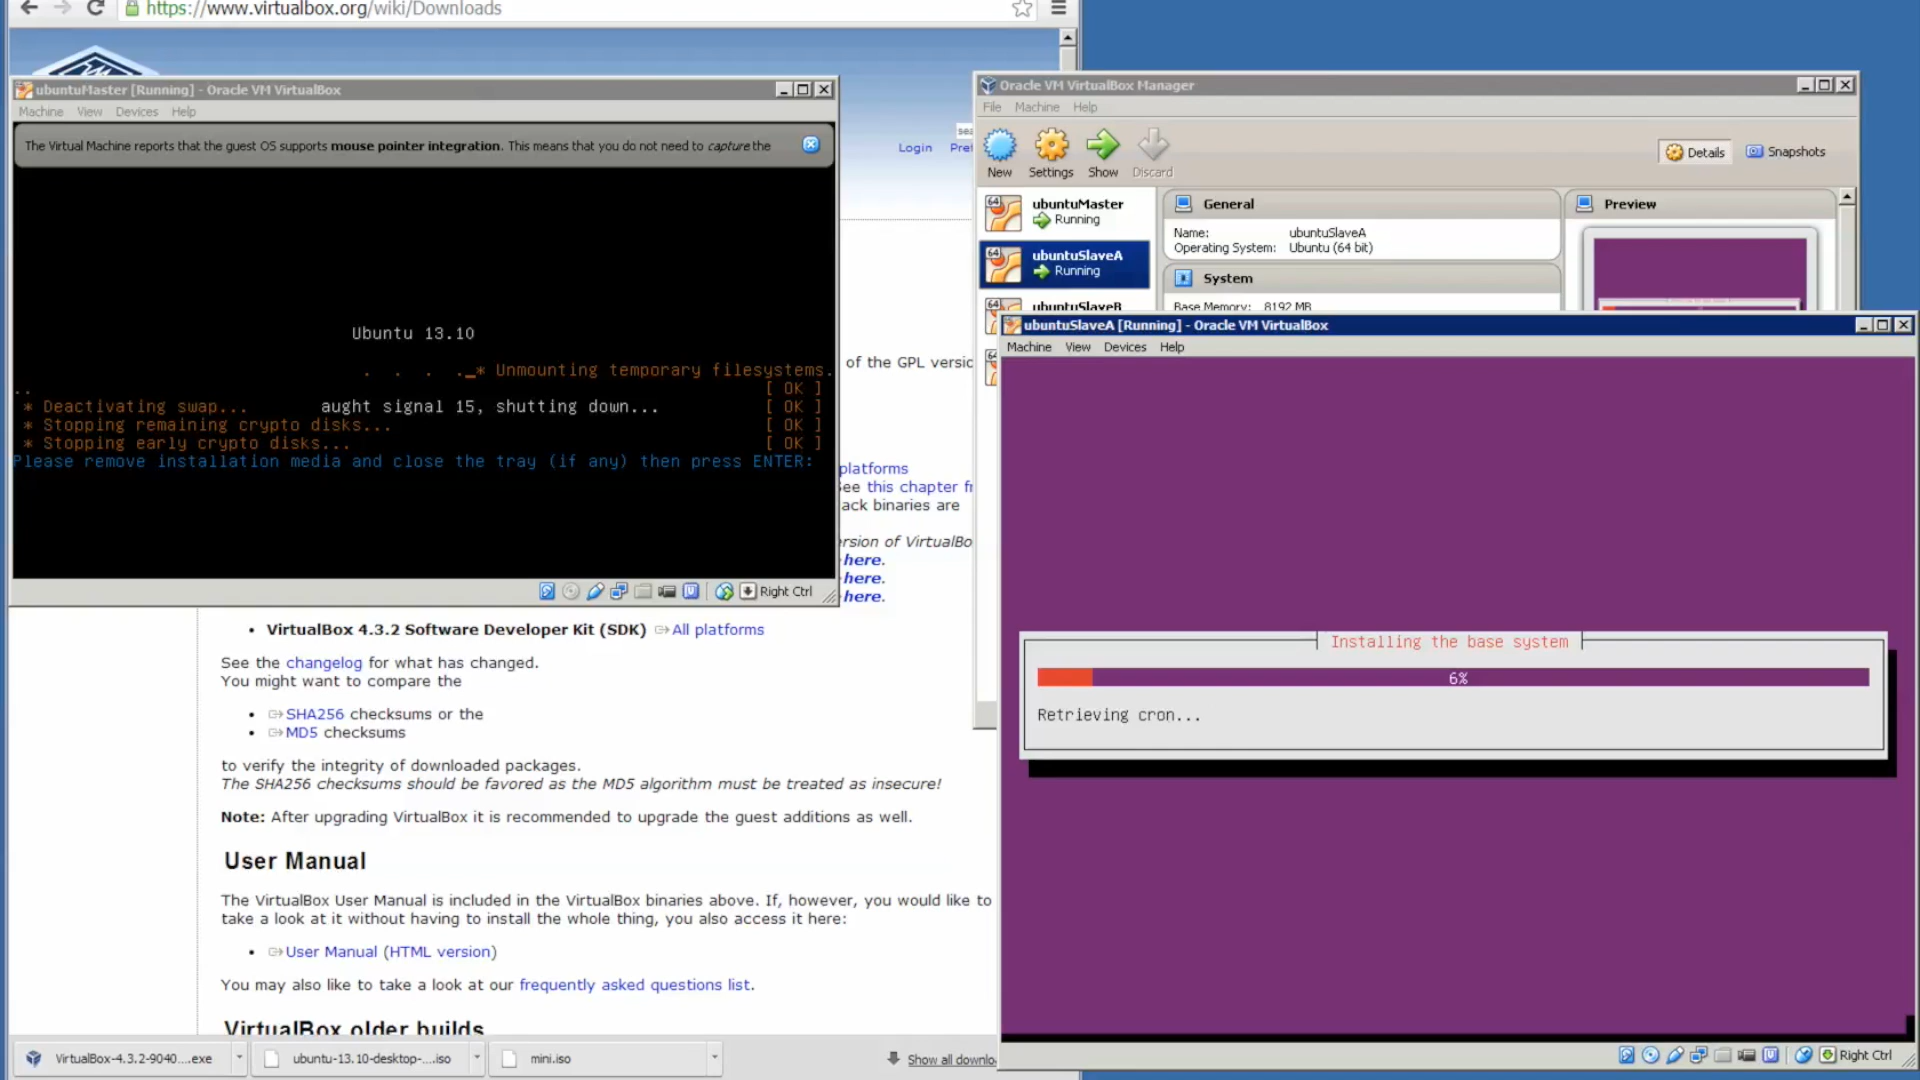 https://www.virtualbox.org/wiki/Downloads
ubuntuMaster [Running] - Oracle VM VirtualBox
Machine View Devices Help
The Virtual Machine reports that the guest OS supports mouse pointer integration. This means that you do not need to capture the
Ubuntu 13.10
. . . ._* Unmounting temporary filesystems.
.. [ OK ]
* Deactivating swap... aught signal 15, shutting down... [ OK ]
* Stopping remaining crypto disks... [ OK ]
* Stopping early crypto disks... [ OK ]
Please remove installation media and close the tray (if any) then press ENTER:
Right Ctrl
Login
of the GPL
platforms
this chapter
ack binaries are
of
here.
here.
here.
• VirtualBox 4.3.2 Software Developer Kit (SDK) All platforms
See the changelog for what has changed.
You might want to compare the
• SHA256 checksums or the
• MD5 checksums
to verify the integrity of downloaded packages.
The SHA256 checksums should be favored as the MD5 algorithm must be treated as insecure!
Note: After upgrading VirtualBox it is recommended to upgrade the guest additions as well.
User Manual
The VirtualBox User Manual is included in the VirtualBox binaries above. If, however, you would like to
take a look at it without having to install the whole thing, you also access it here:
• User Manual (HTML version)
You may also like to take a look at our frequently asked questions list.
VirtualBox older builds
VirtualBox-4.3.2-9040....exe
ubuntu-13.10-desktop-....iso
mini.iso
Show all downlo
Oracle VM VirtualBox Manager
File Machine Help
New Settings Show Discard
Details Snapshots
64 ubuntuMaster
Running
64 ubuntuSlaveA
Running
64 ubuntuSlaveB
64
General
Name: ubuntuSlaveA
Operating System: Ubuntu (64 bit)
System
Base Memory: 8192 MB
Preview
ubuntuSlaveA [Running] - Oracle VM VirtualBox
Machine View Devices Help
Installing the base system
6%
Retrieving cron...
Right Ctrl